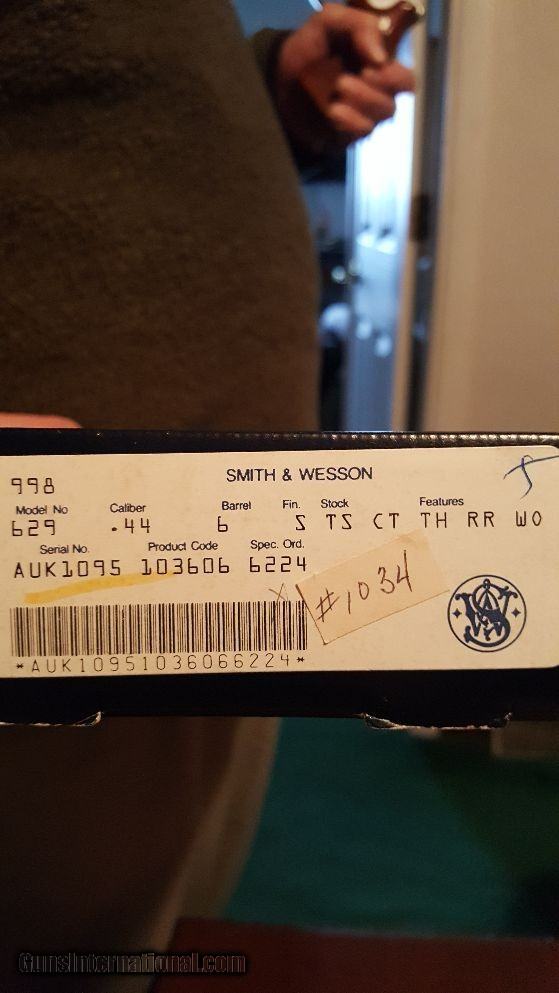 998
SMITH & WESSON
Model No Caliber Barrel Fin. Stock Features
629 .44 6 S TS CT TH RR WO
Serial No. Product Code Spec. Ord.
AUK1095 103606 6224
#1034
*AUK10951036066224*
GunsInternational.com